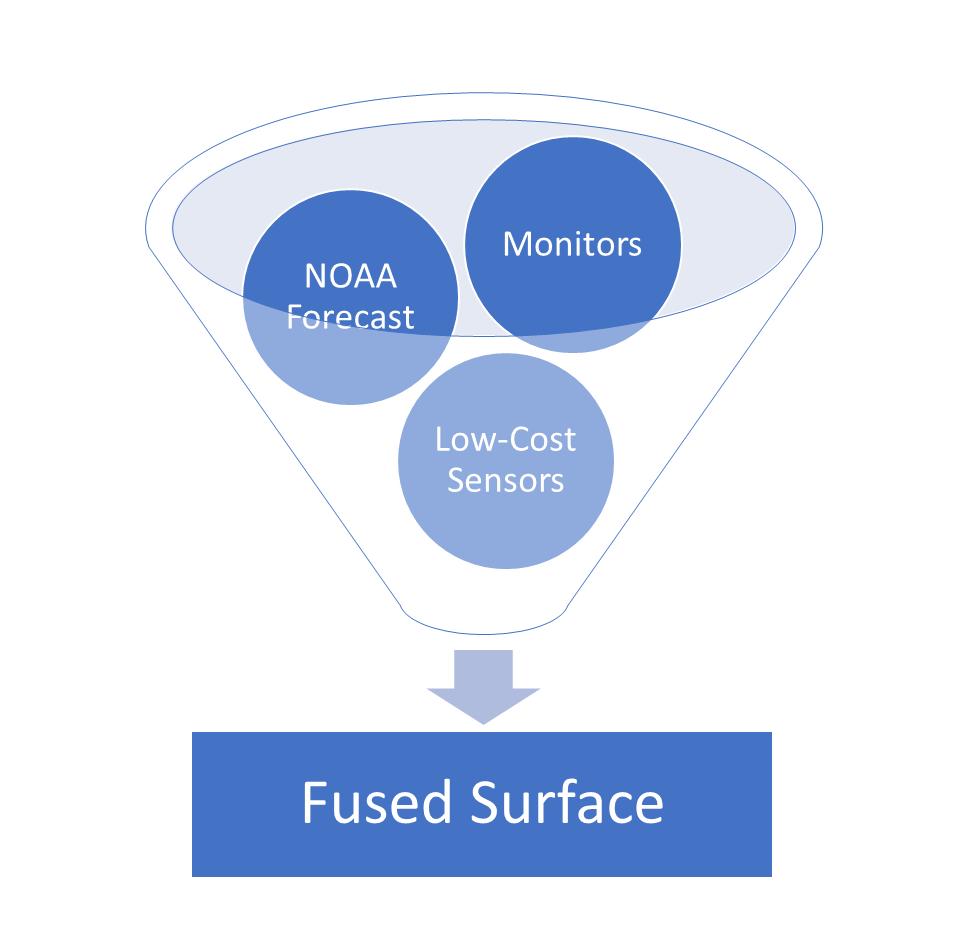 Monitors
NOAA
Forecast
Low-Cost
Sensors
Fused Surface